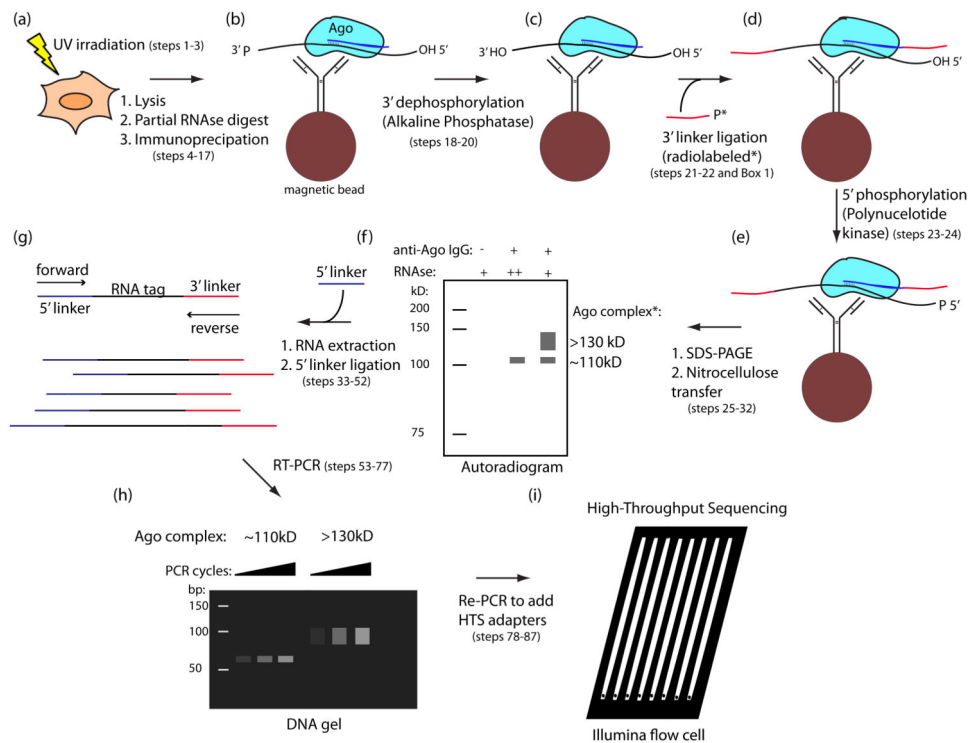 (a)
UV irradiation (steps 1-3)
1. Lysis
2. Partial RNAse digest
3. Immunoprecipation
(steps 4-17)
(b)
Ago
3' P
OH 5'
magnetic bead
3' dephosphorylation
(Alkaline Phosphatase)
(steps 18-20)
(c)
3' HO
OH 5'
P*
3' linker ligation
(radiolabeled*)
(steps 21-22 and Box 1)
(d)
OH 5'
5' phosphorylation
(Polynucelotide
kinase) (steps 23-24)
(e)
P 5'
1. SDS-PAGE
2. Nitrocellulose
transfer
(steps 25-32)
(f)
anti-Ago IgG: - + +
RNAse: + ++ +
kD:
200
150
100
75
Ago complex*:
>130 kD
~110kD
Autoradiogram
5' linker
1. RNA extraction
2. 5' linker ligation
(steps 33-52)
(g)
forward
RNA tag
3' linker
5' linker
reverse
RT-PCR (steps 53-77)
(h)
Ago complex: ~110kD >130kD
PCR cycles:
bp:
150
100
50
DNA gel
Re-PCR to add
HTS adapters
(steps 78-87)
(i)
High-Throughput Sequencing
Illumina flow cell